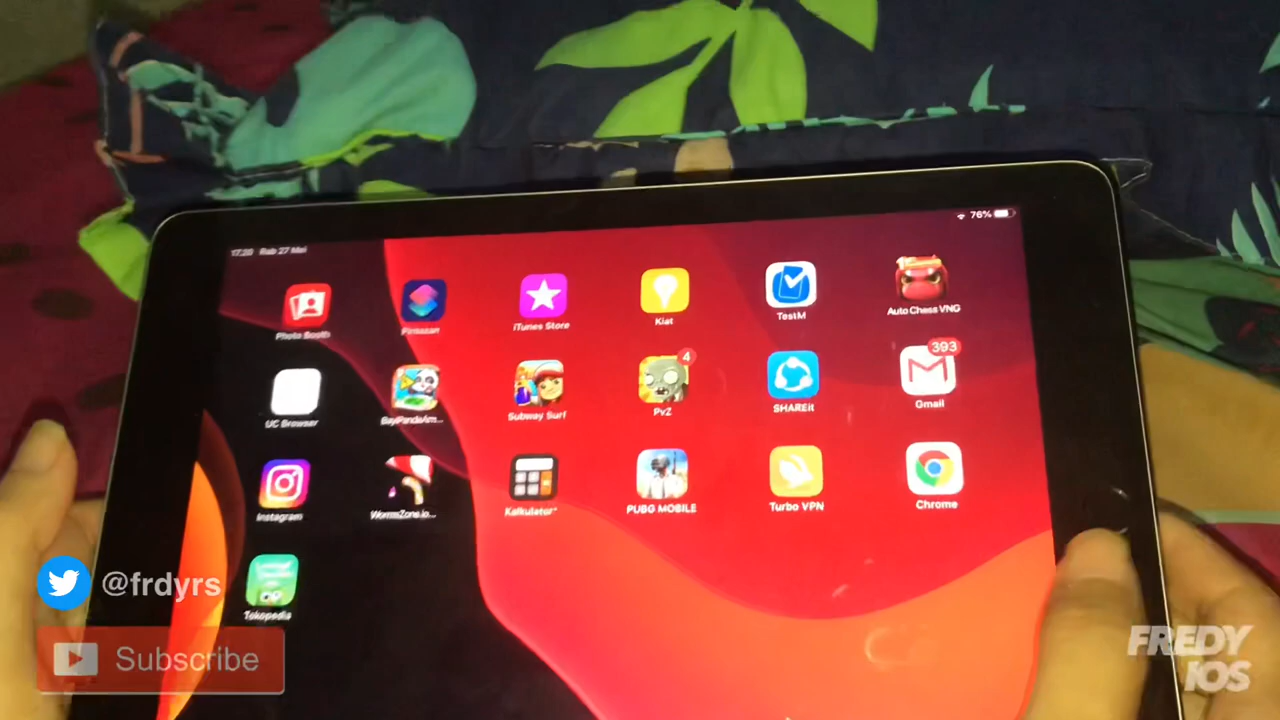 17.20 Rab 27 Mei
76%
Photo Booth
Pintasan
iTunes Store
Kiat
TestM
Auto Chess VNG
UC Browser
BayiPandaAm...
Subway Surf
4
PvZ
SHAREit
393
Gmail
Instagram
WormsZone.io...
Kalkulator⁺
PUBG MOBILE
Turbo VPN
Chrome
Tokopedia
@frdyrs
Subscribe
FREDY
IOS